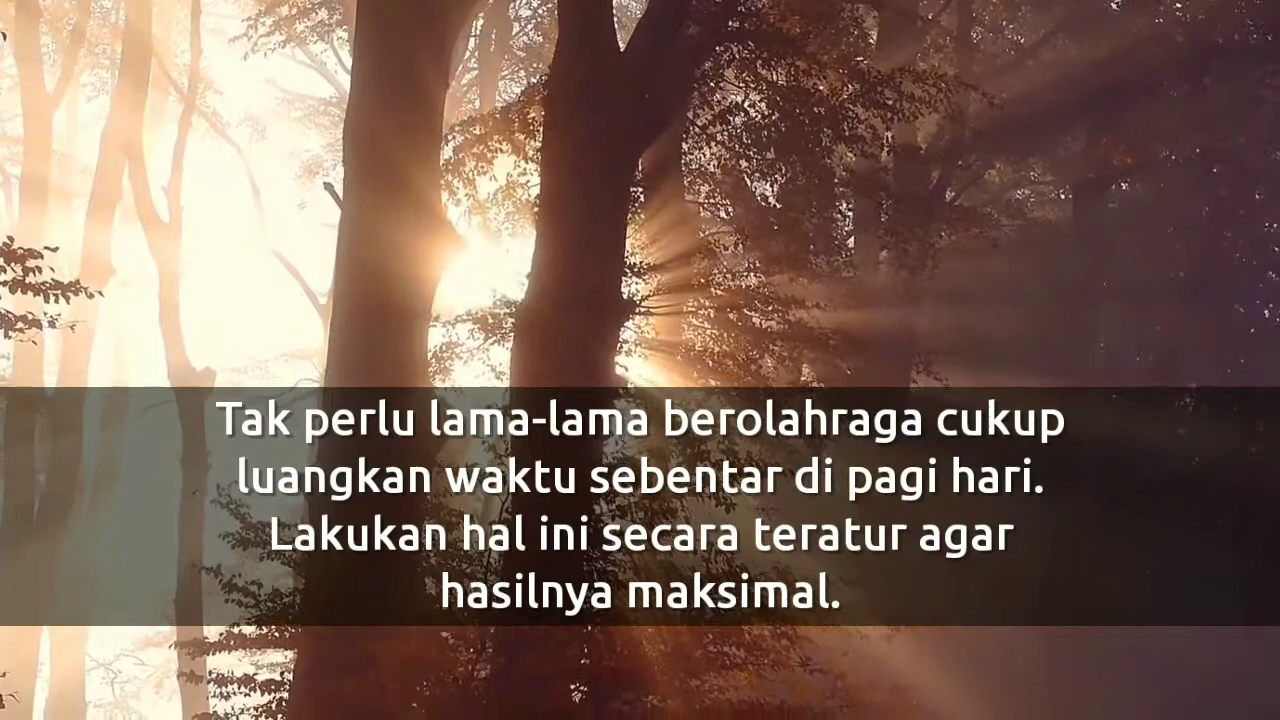 Tak perlu lama-lama berolahraga cukup
luangkan waktu sebentar di pagi hari.
Lakukan hal ini secara teratur agar
hasilnya maksimal.